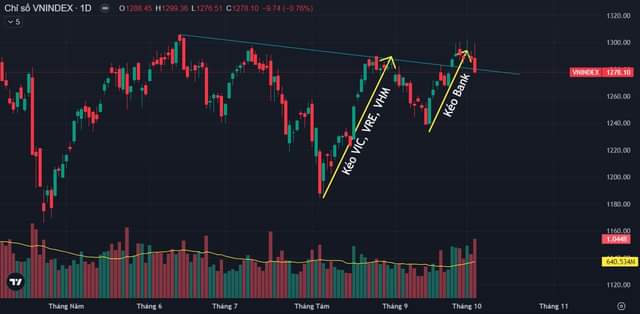 Chỉ số VNINDEX · 1D O1288.45 H1299.36 L1276.51 C1278.10 −9.74 (−0.76%)
5
1320.00
1300.00
VNINDEX 1278.10
1260.00
1240.00
1220.00
1200.00
1180.00
1160.00
1.044B
640.534M
1120.00
Kéo VIC, VRE, VHM
Kéo Bank
Tháng Năm Tháng 6 Tháng 7 Tháng Tám Tháng 9 Tháng 10 Tháng 11